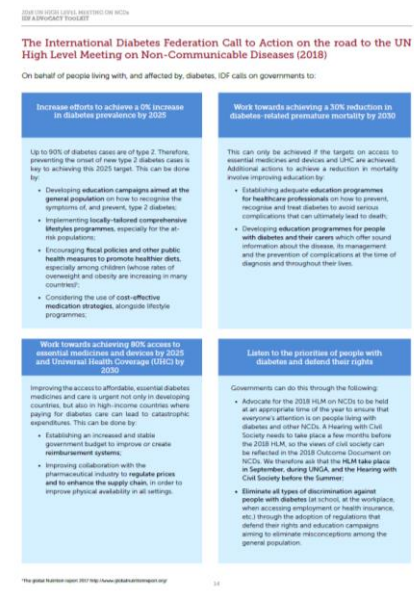 2018 UN HIGH LEVEL MEETING ON NCDs
IDF ADVOCACY TOOLKIT
The International Diabetes Federation Call to Action on the road to the UN
High Level Meeting on Non-Communicable Diseases (2018)
On behalf of people living with, and affected by, diabetes, IDF calls on governments to:
Increase efforts to achieve a 0% increase
in diabetes prevalence by 2025
Up to 90% of diabetes cases are of type 2. Therefore,
preventing the onset of new type 2 diabetes cases is
key to achieving this 2025 target. This can be done
by:
• Developing education campaigns aimed at the
general population on how to recognise the
symptoms of, and prevent, type 2 diabetes;
• Implementing locally-tailored comprehensive
lifestyles programmes, especially for the at-
risk populations;
• Encouraging fiscal policies and other public
health measures to promote healthier diets,
especially among children (whose rates of
overweight and obesity are increasing in many
countries)¹;
• Considering the use of cost-effective
medication strategies, alongside lifestyle
programmes;
Work towards achieving a 30% reduction in
diabetes-related premature mortality by 2030
This can only be achieved if the targets on access to
essential medicines and devices and UHC are achieved.
Additional actions to achieve a reduction in mortality
involve improving education by:
• Establishing adequate education programmes
for healthcare professionals on how to prevent,
recognise and treat diabetes to avoid serious
complications that can ultimately lead to death;
• Developing education programmes for people
with diabetes and their carers which offer sound
information about the disease, its management
and the prevention of complications at the time of
diagnosis and throughout their lives.
Work towards achieving 80% access to
essential medicines and devices by 2025
and Universal Health Coverage (UHC) by
2030
Improving the access to affordable, essential diabetes
medicines and care is urgent not only in developing
countries, but also in high-income countries where
paying for diabetes care can lead to catastrophic
expenditures. This can be done by:
• Establishing an increased and stable
government budget to improve or create
reimbursement systems;
• Improving collaboration with the
pharmaceutical industry to regulate prices
and to enhance the supply chain, in order to
improve physical availability in all settings.
Listen to the priorities of people with
diabetes and defend their rights
Governments can do this through the following:
• Advocate for the 2018 HLM on NCDs to be held
at an appropriate time of the year to ensure that
everyone's attention is on people living with
diabetes and other NCDs. A Hearing with Civil
Society needs to take place a few months before
the 2018 HLM, so the views of civil society can
be reflected in the 2018 Outcome Document on
NCDs. We therefore ask that the HLM take place
in September, during UNGA, and the Hearing with
Civil Society before the Summer;
• Eliminate all types of discrimination against
people with diabetes (at school, at the workplace,
when accessing employment or health insurance,
etc.) through the adoption of regulations that
defend their rights and education campaigns
aiming to eliminate misconceptions among the
general population.
¹The global Nutrition report 2017 http://www.globalnutritionreport.org/
14